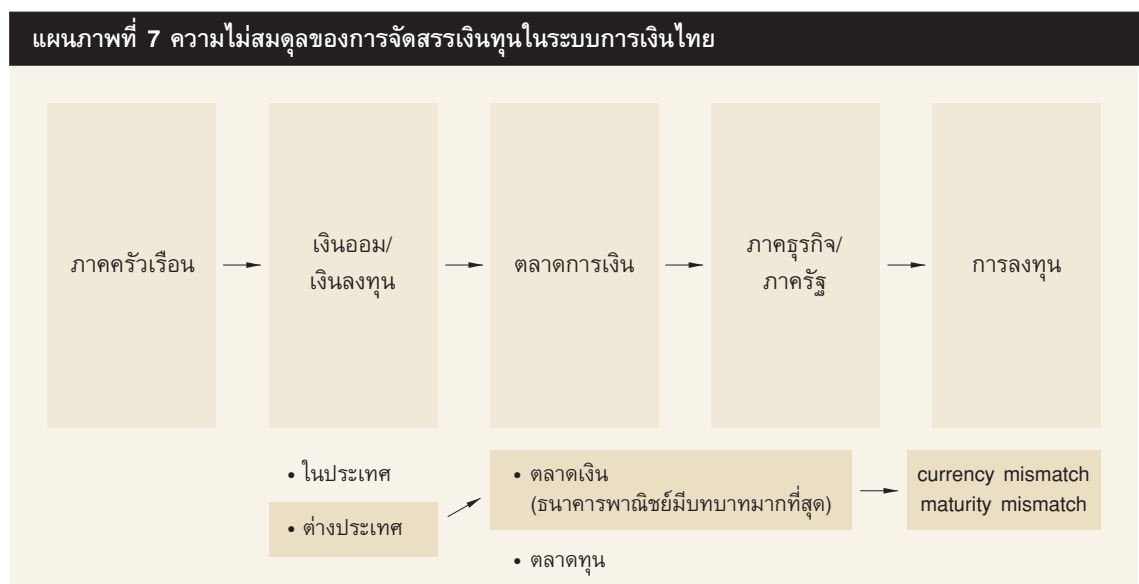 แผนภาพที่ 7 ความไม่สมดุลของการจัดสรรเงินทุนในระบบการเงินไทย
ภาคครัวเรือน
เงินออม/
เงินลงทุน
ตลาดการเงิน
ภาคธุรกิจ/
ภาครัฐ
การลงทุน
• ในประเทศ
• ต่างประเทศ
• ตลาดเงิน
(ธนาคารพาณิชย์มีบทบาทมากที่สุด)
• ตลาดทุน
currency mismatch
maturity mismatch